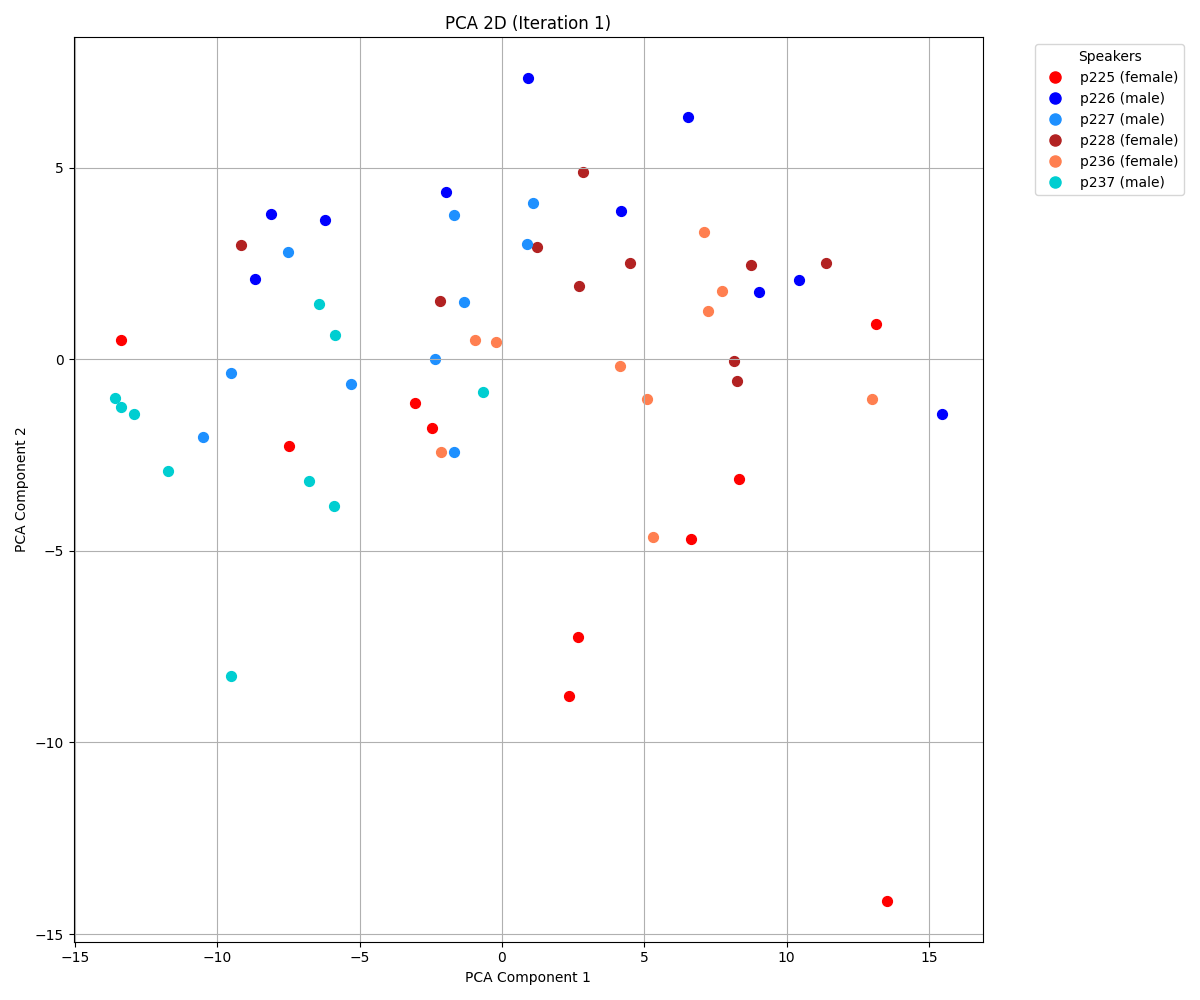 PCA 2D (Iteration 1)
Speakers
p225 (female)
p226 (male)
p227 (male)
p228 (female)
p236 (female)
p237 (male)
PCA Component 2
5
0
−5
−10
−15
−15
−10
−5
0
5
10
15
PCA Component 1